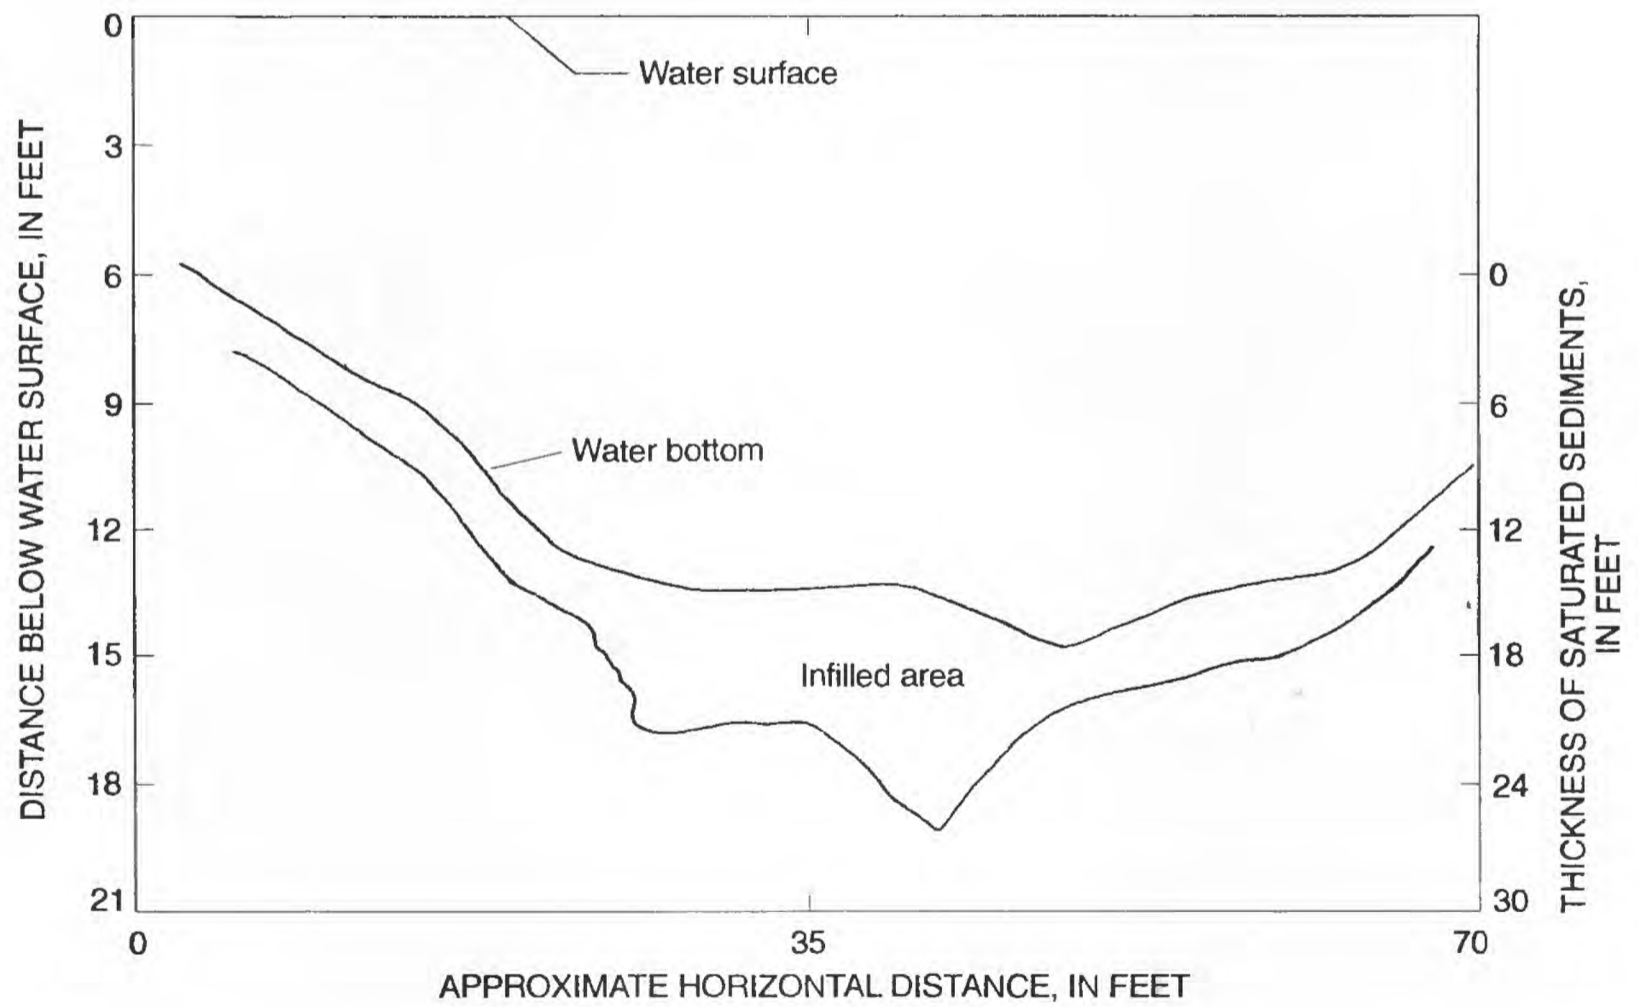 0
Water surface
3
6
0
9
6
Water bottom
12
12
15
18
Infilled area
18
24
21
30
0
35
70
APPROXIMATE HORIZONTAL DISTANCE, IN FEET
DISTANCE BELOW WATER SURFACE, IN FEET
THICKNESS OF SATURATED SEDIMENTS,
IN FEET